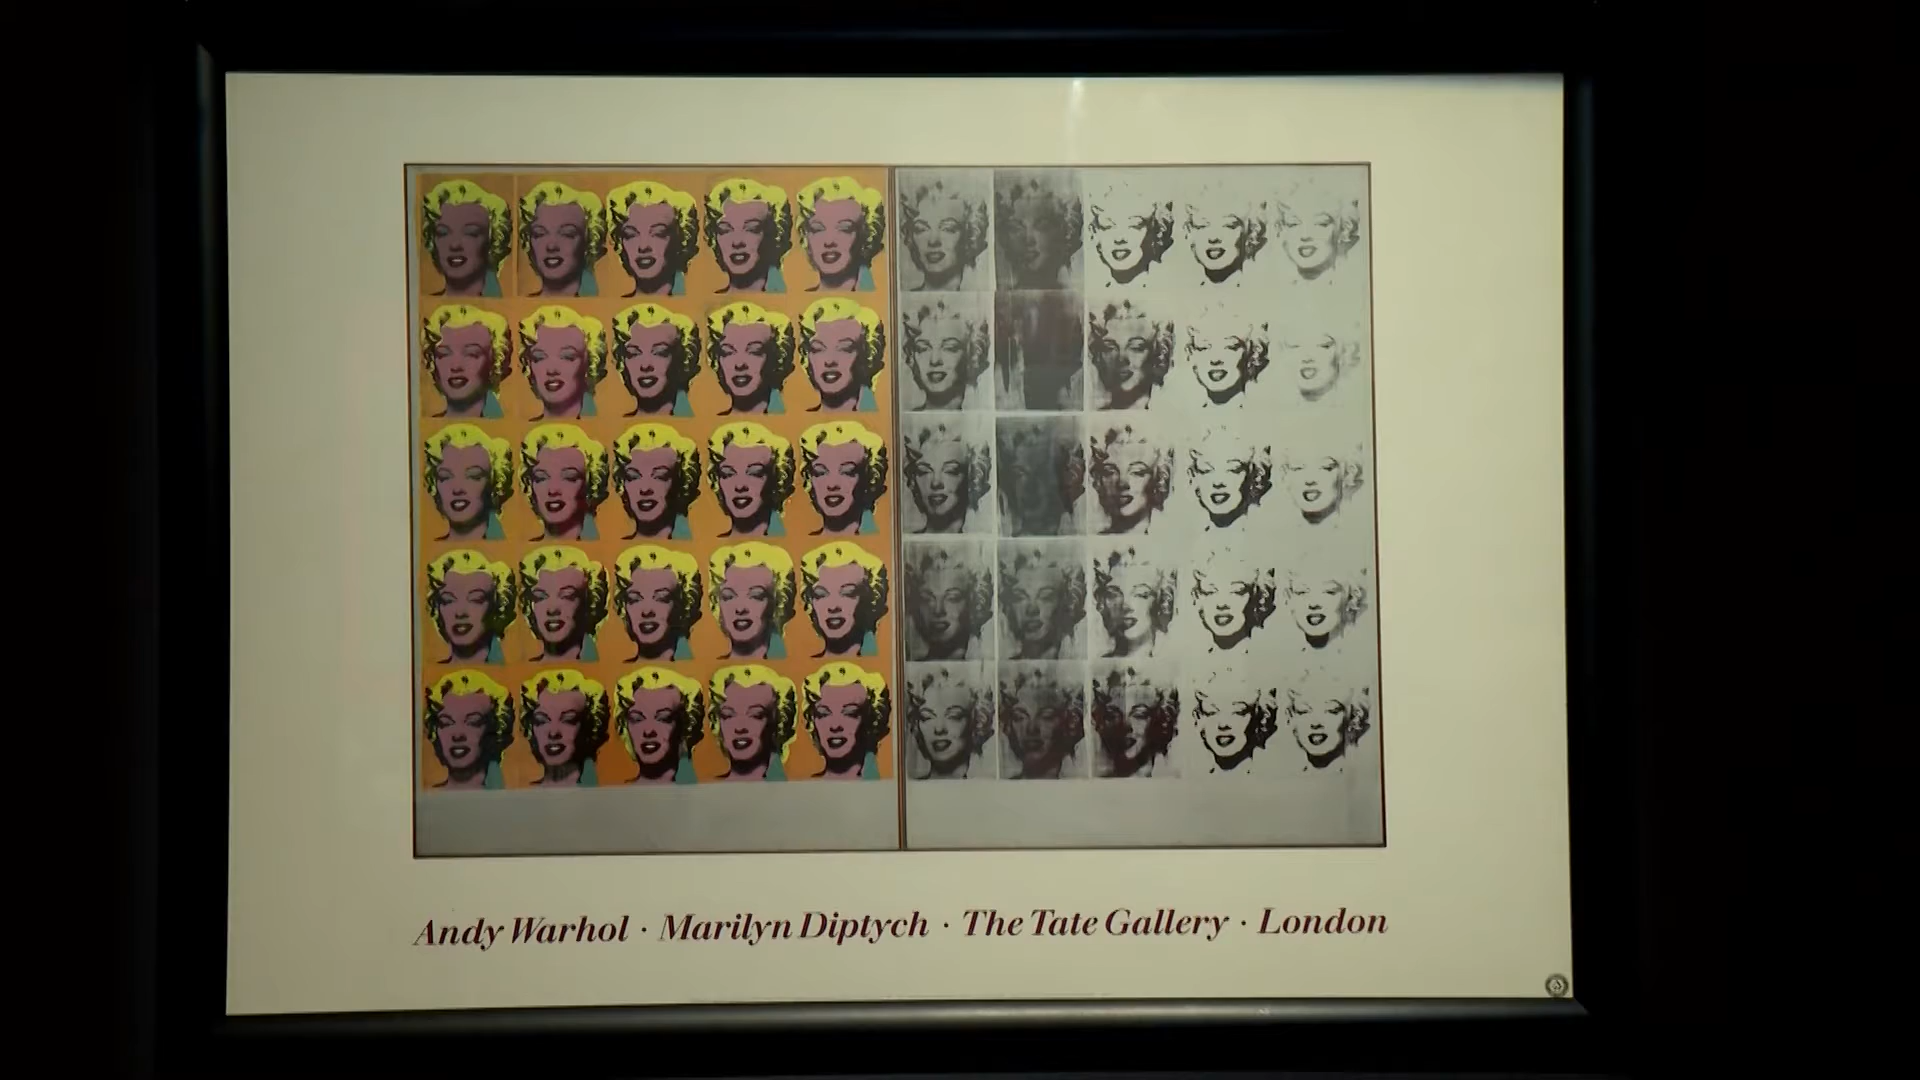 Andy Warhol · Marilyn Diptych · The Tate Gallery · London